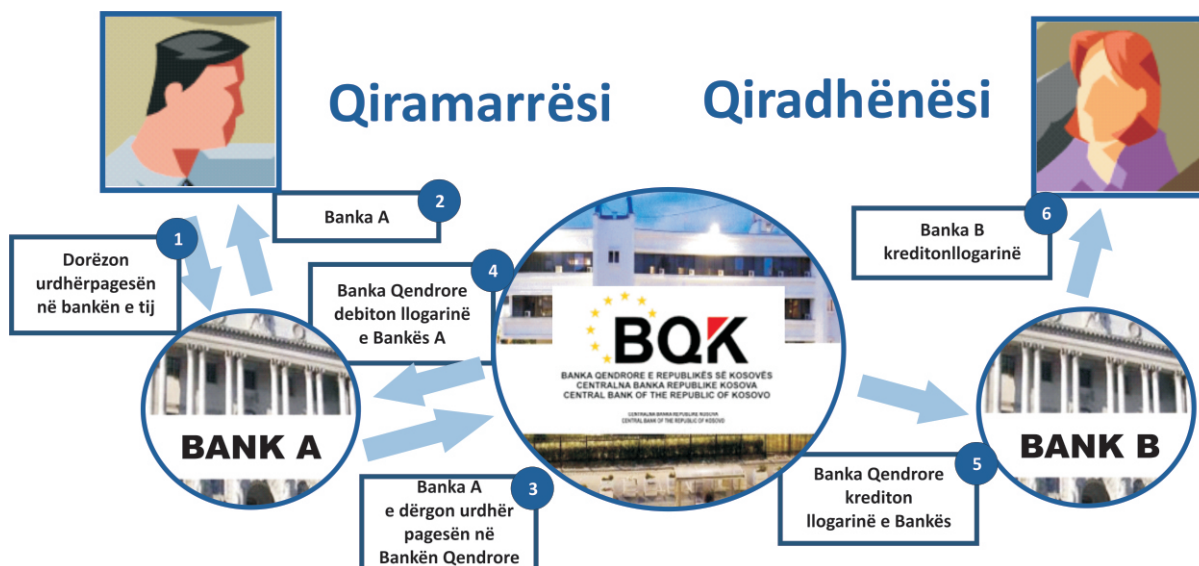 Qiramarrësi
Qiradhënësi
1
Dorëzon
urdhërpagesën
në bankën e tij
2
Banka A
3
Banka A
e dërgon urdhër
pagesën në
Bankën Qendrore
4
Banka Qendrore
debiton llogarinë
e Bankës A
5
Banka Qendrore
krediton
llogarinë e Bankës
6
Banka B
kreditonllogarinë
BANK A
BQK
BANKA QENDRORE E REPUBLIKËS SË KOSOVËS
CENTRALNA BANKA REPUBLIKE KOSOVA
CENTRAL BANK OF THE REPUBLIC OF KOSOVO
CENTRALNA BANKA REPUBLIKE KOSOVA
CENTRAL BANK OF THE REPUBLIC OF KOSOVO
BANK B